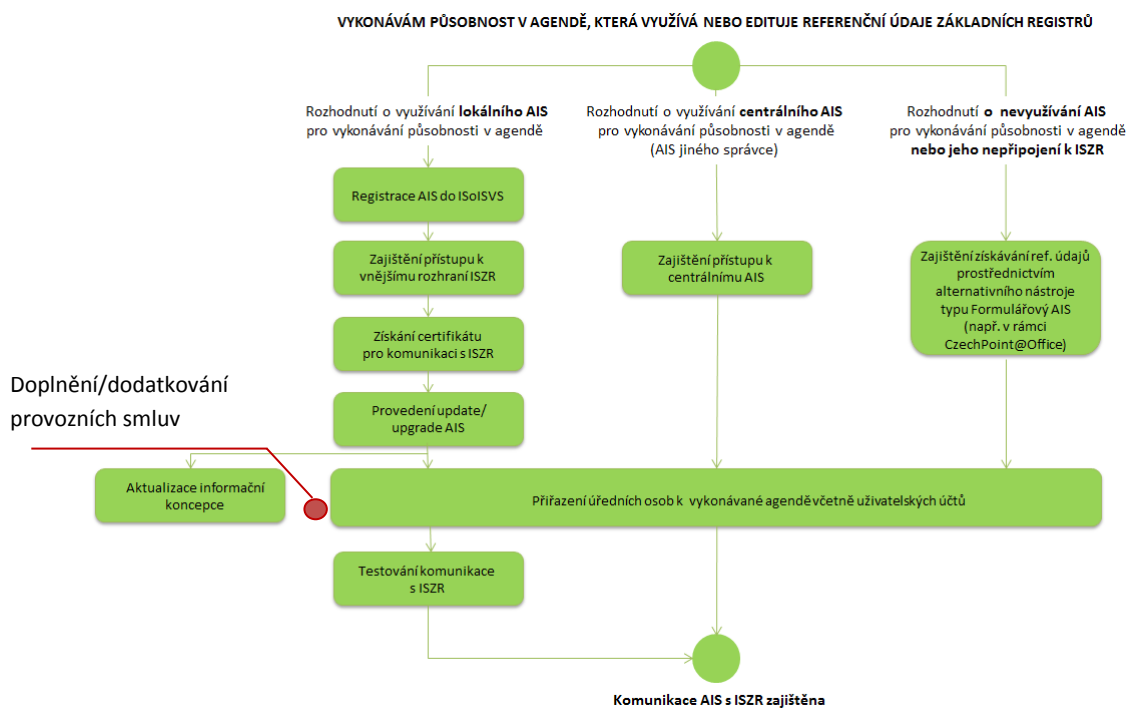 VYKONÁVÁM PŮSOBNOST V AGENDĚ, KTERÁ VYUŽÍVÁ NEBO EDITUJE REFERENČNÍ ÚDAJE ZÁKLADNÍCH REGISTRŮ
Rozhodnutí o využívání lokálního AIS
pro vykonávání působnosti v agendě
Rozhodnutí o využívání centrálního AIS
pro vykonávání působnosti v agendě
(AIS jiného správce)
Rozhodnutí o nevyužívání AIS
pro vykonávání působnosti v agendě
nebo jeho nepřipojení k ISZR
Registrace AIS do ISoISVS
Zajištění přístupu k
vnějšímu rozhraní ISZR
Zajištění přístupu k
centrálnímu AIS
Zajištění získávání ref. údajů
prostřednictvím
alternativního nástroje
typu Formulářový AIS
(např. v rámci
CzechPoint@Office)
Získání certifikátu
pro komunikaci s ISZR
Doplnění/dodatkování
provozních smluv
Provedení update/
upgrade AIS
Aktualizace informační
koncepce
Přiřazení úředních osob k vykonávané agendě včetně uživatelských účtů
Testování komunikace
s ISZR
Komunikace AIS s ISZR zajištěna